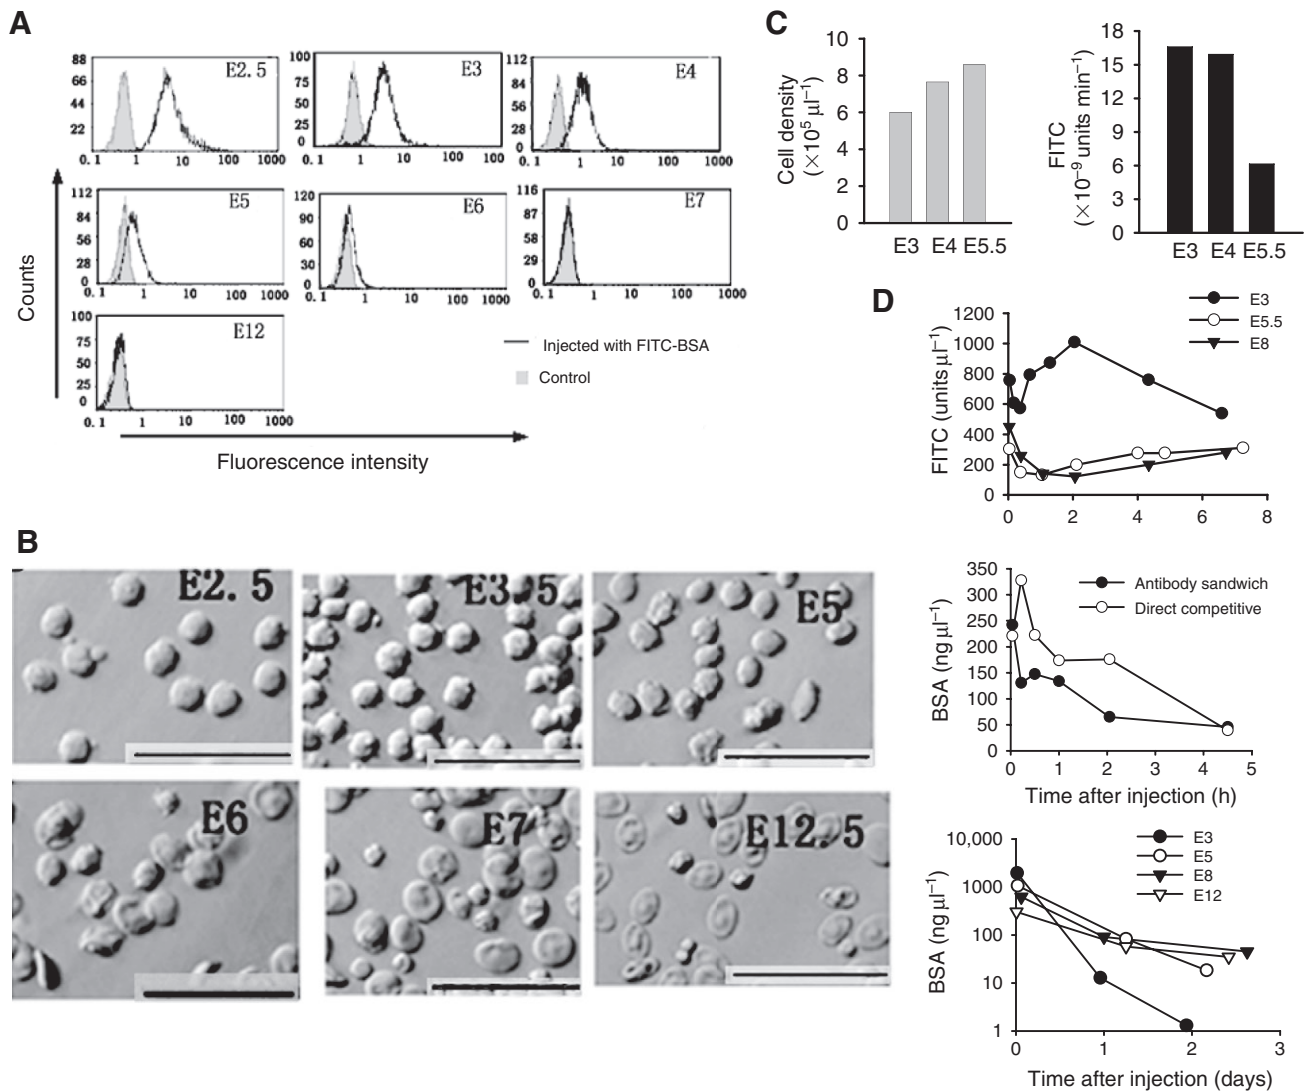 A
88
66
44
22
E2. 5
0. 1 1 10 100 1000
100
75
50
25
0
E3
0. 1 1 10 100 100
112
84
56
28
0
E4
0. 1 1 10 100 1000
112
84
56
28
0
E5
0. 1 1 10 100 1000
120
90
60
30
0
E6
0. 1 1 10 100 1000
116
87
58
29
0
E7
0. 1 1 10 100 1000
100
75
50
25
0
E12
0. 1 1 10 100 1000
Counts
Injected with FITC-BSA
Control
Fluorescence intensity
B
E2. 5
E3. 5
E5
E6
E7
E12. 5
C
Cell density
(×10⁵ μl⁻¹)
10
8
6
4
2
0
E3 E4 E5.5
FITC
(×10⁻⁹ units min⁻¹)
18
15
12
9
6
3
0
E3 E4 E5.5
D
E3
E5.5
E8
FITC (units μl⁻¹)
1200
1000
800
600
400
200
0
0 2 4 6 8
Antibody sandwich
Direct competitive
BSA (ng μl⁻¹)
350
300
250
200
150
100
50
0
0 1 2 3 4 5
Time after injection (h)
E3
E5
E8
E12
BSA (ng μl⁻¹)
10,000
1000
100
10
1
0 1 2 3
Time after injection (days)